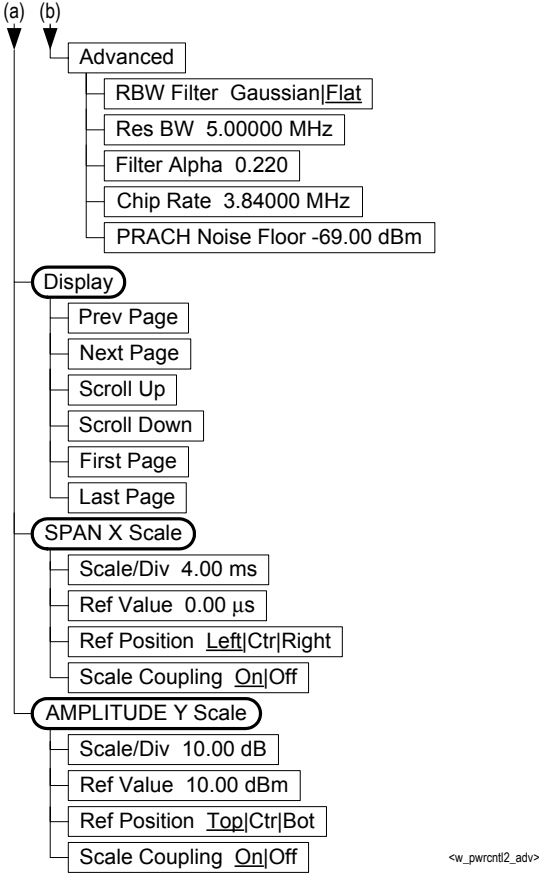 (a) (b)
Advanced
RBW Filter Gaussian|Flat
Res BW 5.00000 MHz
Filter Alpha 0.220
Chip Rate 3.84000 MHz
PRACH Noise Floor -69.00 dBm
Display
Prev Page
Next Page
Scroll Up
Scroll Down
First Page
Last Page
SPAN X Scale
Scale/Div 4.00 ms
Ref Value 0.00 μs
Ref Position Left|Ctr|Right
Scale Coupling On|Off
AMPLITUDE Y Scale
Scale/Div 10.00 dB
Ref Value 10.00 dBm
Ref Position Top|Ctr|Bot
Scale Coupling On|Off
<w_pwrcntl2_adv>